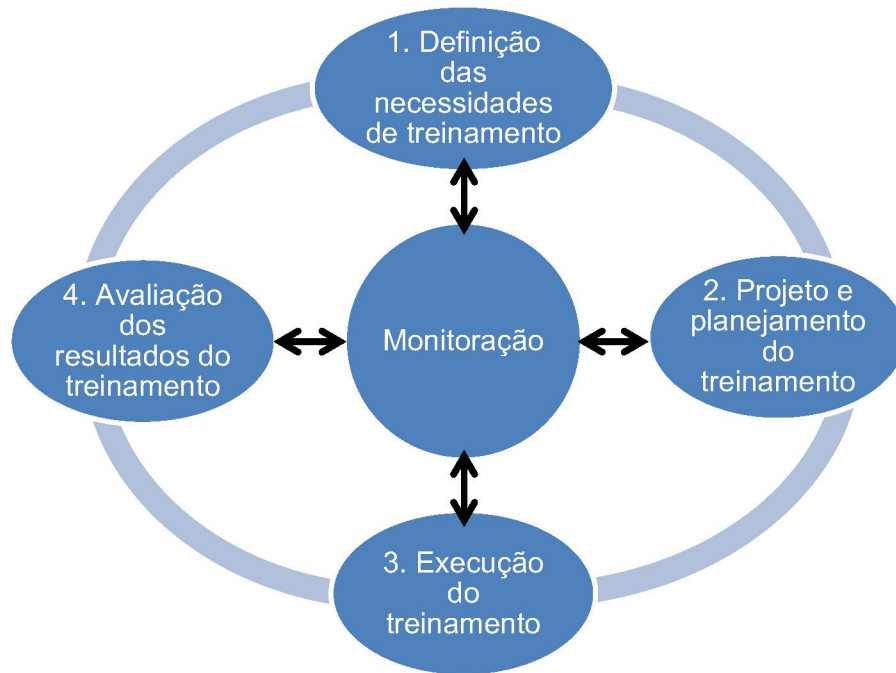 1. Definição
das
necessidades
de treinamento
4. Avaliação
dos
resultados do
treinamento
Monitoração
2. Projeto e
planejamento
do
treinamento
3. Execução
do
treinamento